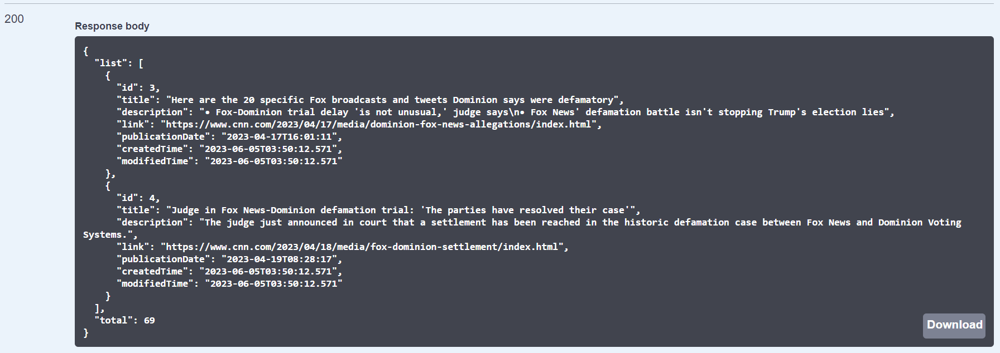 200
Response body
{
  "list": [
    {
      "id": 3,
      "title": "Here are the 20 specific Fox broadcasts and tweets Dominion says were defamatory",
      "description": "• Fox-Dominion trial delay 'is not unusual,' judge says\n• Fox News' defamation battle isn't stopping Trump's election lies",
      "link": "https://www.cnn.com/2023/04/17/media/dominion-fox-news-allegations/index.html",
      "publicationDate": "2023-04-17T16:01:11",
      "createdTime": "2023-06-05T03:50:12.571",
      "modifiedTime": "2023-06-05T03:50:12.571"
    },
    {
      "id": 4,
      "title": "Judge in Fox News-Dominion defamation trial: 'The parties have resolved their case'",
      "description": "The judge just announced in court that a settlement has been reached in the historic defamation case between Fox News and Dominion Voting
Systems.",
      "link": "https://www.cnn.com/2023/04/18/media/fox-dominion-settlement/index.html",
      "publicationDate": "2023-04-19T08:28:17",
      "createdTime": "2023-06-05T03:50:12.571",
      "modifiedTime": "2023-06-05T03:50:12.571"
    }
  ],
  "total": 69
}
Download